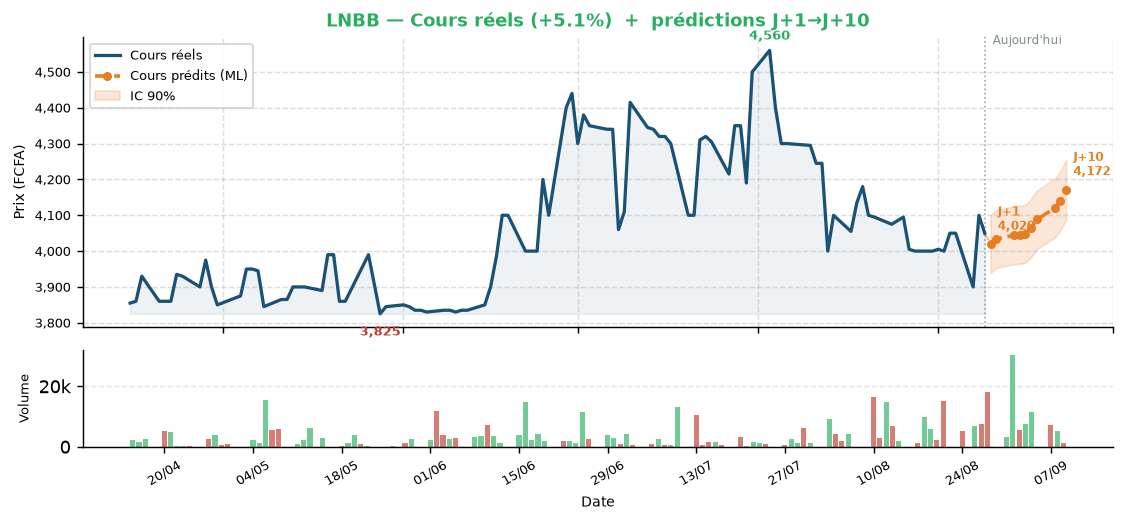 LNBB — Cours réels (+5.1%)  +  prédictions J+1→J+10
4,560
Aujourd'hui
Cours réels
Cours prédits (ML)
IC 90%
4,500
4,400
4,300
4,200
4,100
4,000
3,900
3,800
Prix (FCFA)
J+10
4,172
J+1
4,020
3,825
20k
0
Volume
20/04
04/05
18/05
01/06
15/06
29/06
13/07
27/07
10/08
24/08
07/09
Date